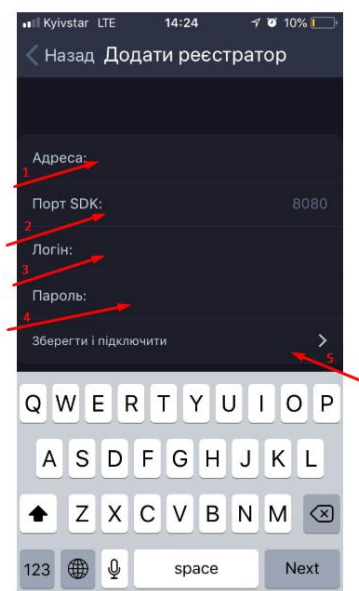 Kyivstar LTE 14:24 10%
Назад Додати реєстратор
Адреса:
1
Порт SDK: 8080
2
Логін:
3
Пароль:
4
Зберегти і підключити
5
Q W E R T Y U I O P
A S D F G H J K L
Z X C V B N M
123 space Next